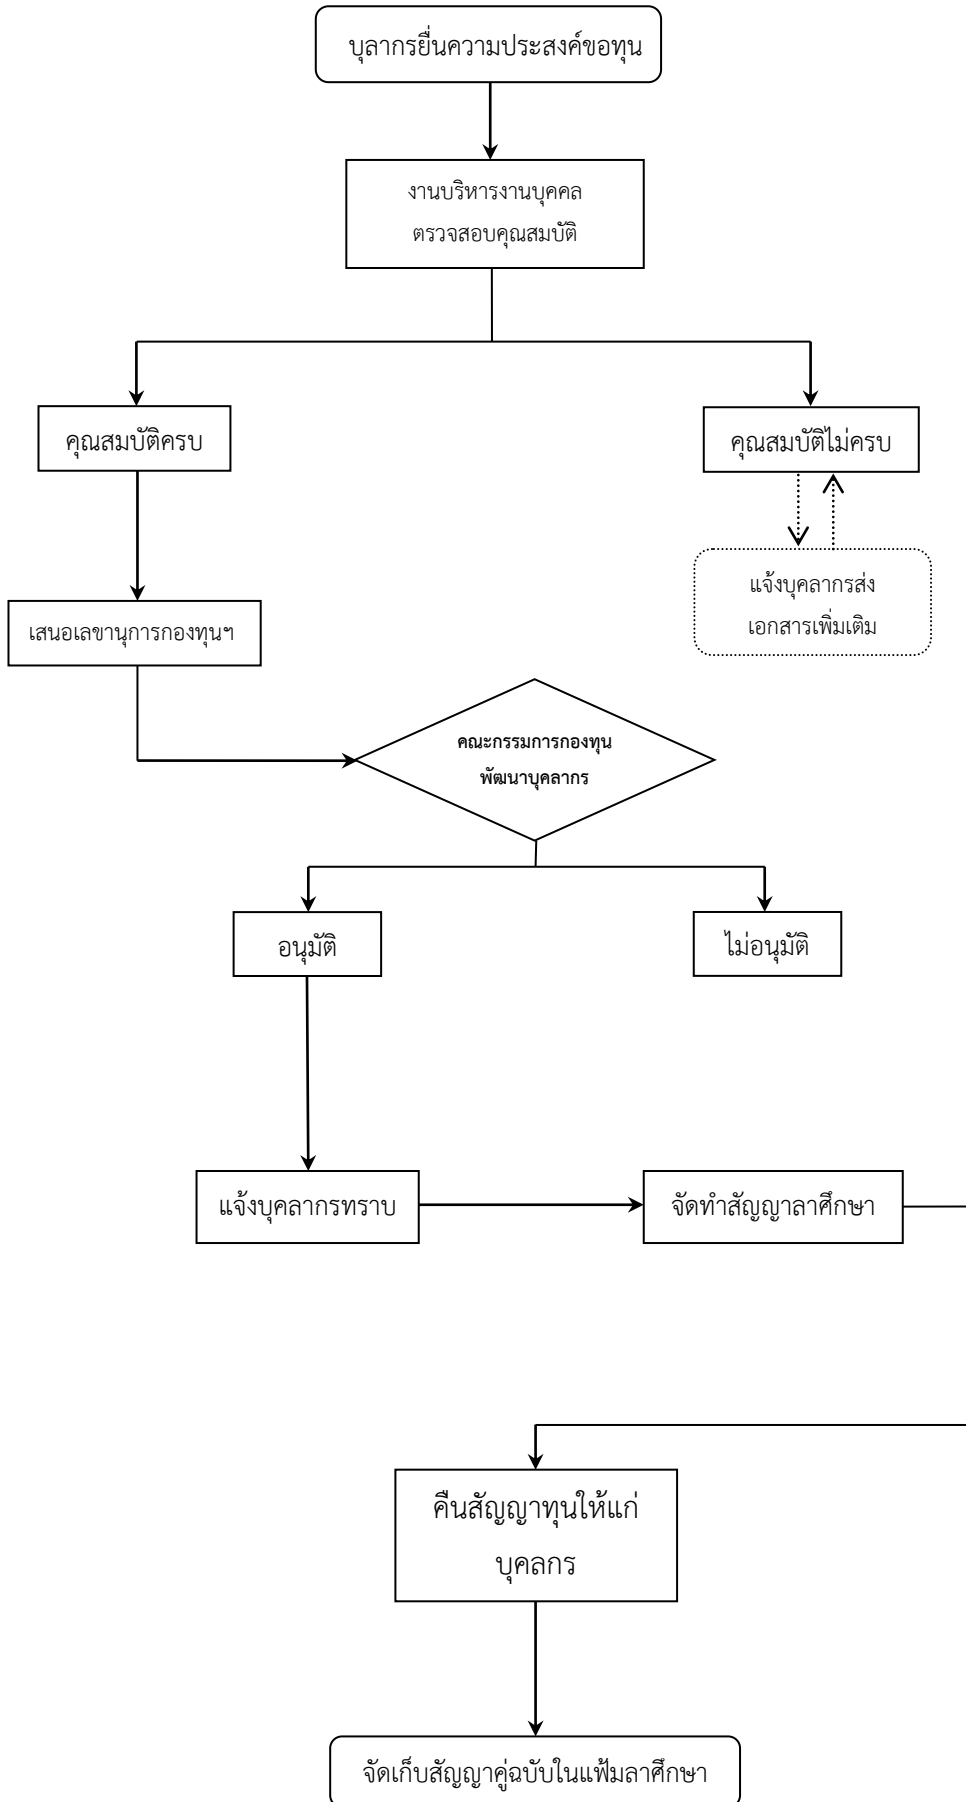 บุลากรยื่นความประสงค์ขอทุน
งานบริหารงานบุคคล
ตรวจสอบคุณสมบัติ
คุณสมบัติครบ
คุณสมบัติไม่ครบ
แจ้งบุคลากรส่ง
เอกสารเพิ่มเติม
เสนอเลขานุการกองทุนฯ
คณะกรรมการกองทุน
พัฒนาบุคลากร
อนุมัติ
ไม่อนุมัติ
แจ้งบุคลากรทราบ
จัดทำสัญญาลาศึกษา
คืนสัญญาทุนให้แก่
บุคลกร
จัดเก็บสัญญาคู่ฉบับในแฟ้มลาศึกษา